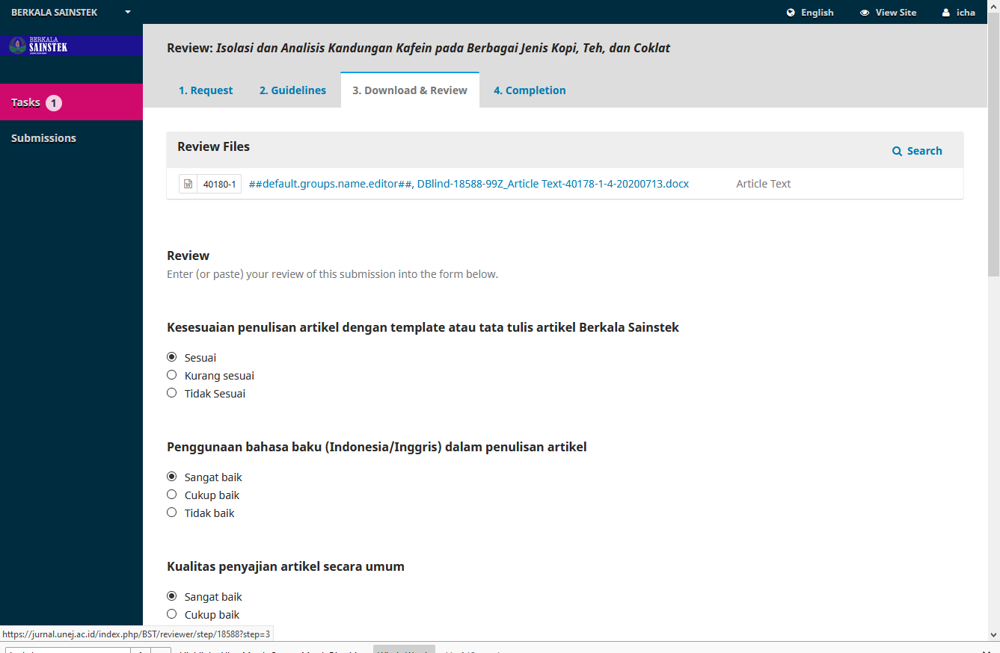 BERKALA SAINSTEK
English
View Site
icha
BERKALA
SAINSTEK
Tasks 1
Submissions
Review: Isolasi dan Analisis Kandungan Kafein pada Berbagai Jenis Kopi, Teh, dan Coklat
1. Request 2. Guidelines 3. Download & Review 4. Completion
Review Files
Search
40180-1 ##default.groups.name.editor##, DBlind-18588-99Z_Article Text-40178-1-4-20200713.docx Article Text
Review
Enter (or paste) your review of this submission into the form below.
Kesesuaian penulisan artikel dengan template atau tata tulis artikel Berkala Sainstek
Sesuai
Kurang sesuai
Tidak Sesuai
Penggunaan bahasa baku (Indonesia/Inggris) dalam penulisan artikel
Sangat baik
Cukup baik
Tidak baik
Kualitas penyajian artikel secara umum
Sangat baik
Cukup baik
https://jurnal.unej.ac.id/index.php/BST/reviewer/step/18588?step=3